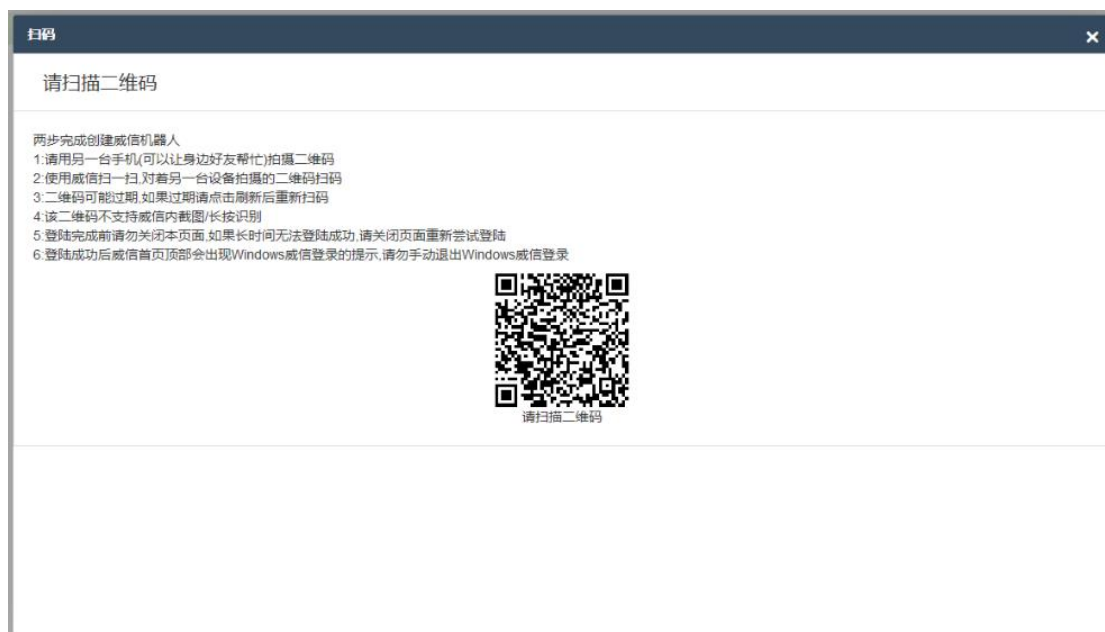 扫码
请扫描二维码
两步完成创建威信机器人
1:请用另一台手机(可以让身边好友帮忙)拍摄二维码
2:使用威信扫一扫,对着另一台设备拍摄的二维码扫码
3:二维码可能过期,如果过期请点击刷新后重新扫码
4:该二维码不支持威信内截图/长按识别
5:登陆完成前请勿关闭本页面,如果长时间无法登陆成功,请关闭页面重新尝试登陆
6:登陆成功后威信首页顶部会出现Windows威信登录的提示,请勿手动退出Windows威信登录
请扫描二维码